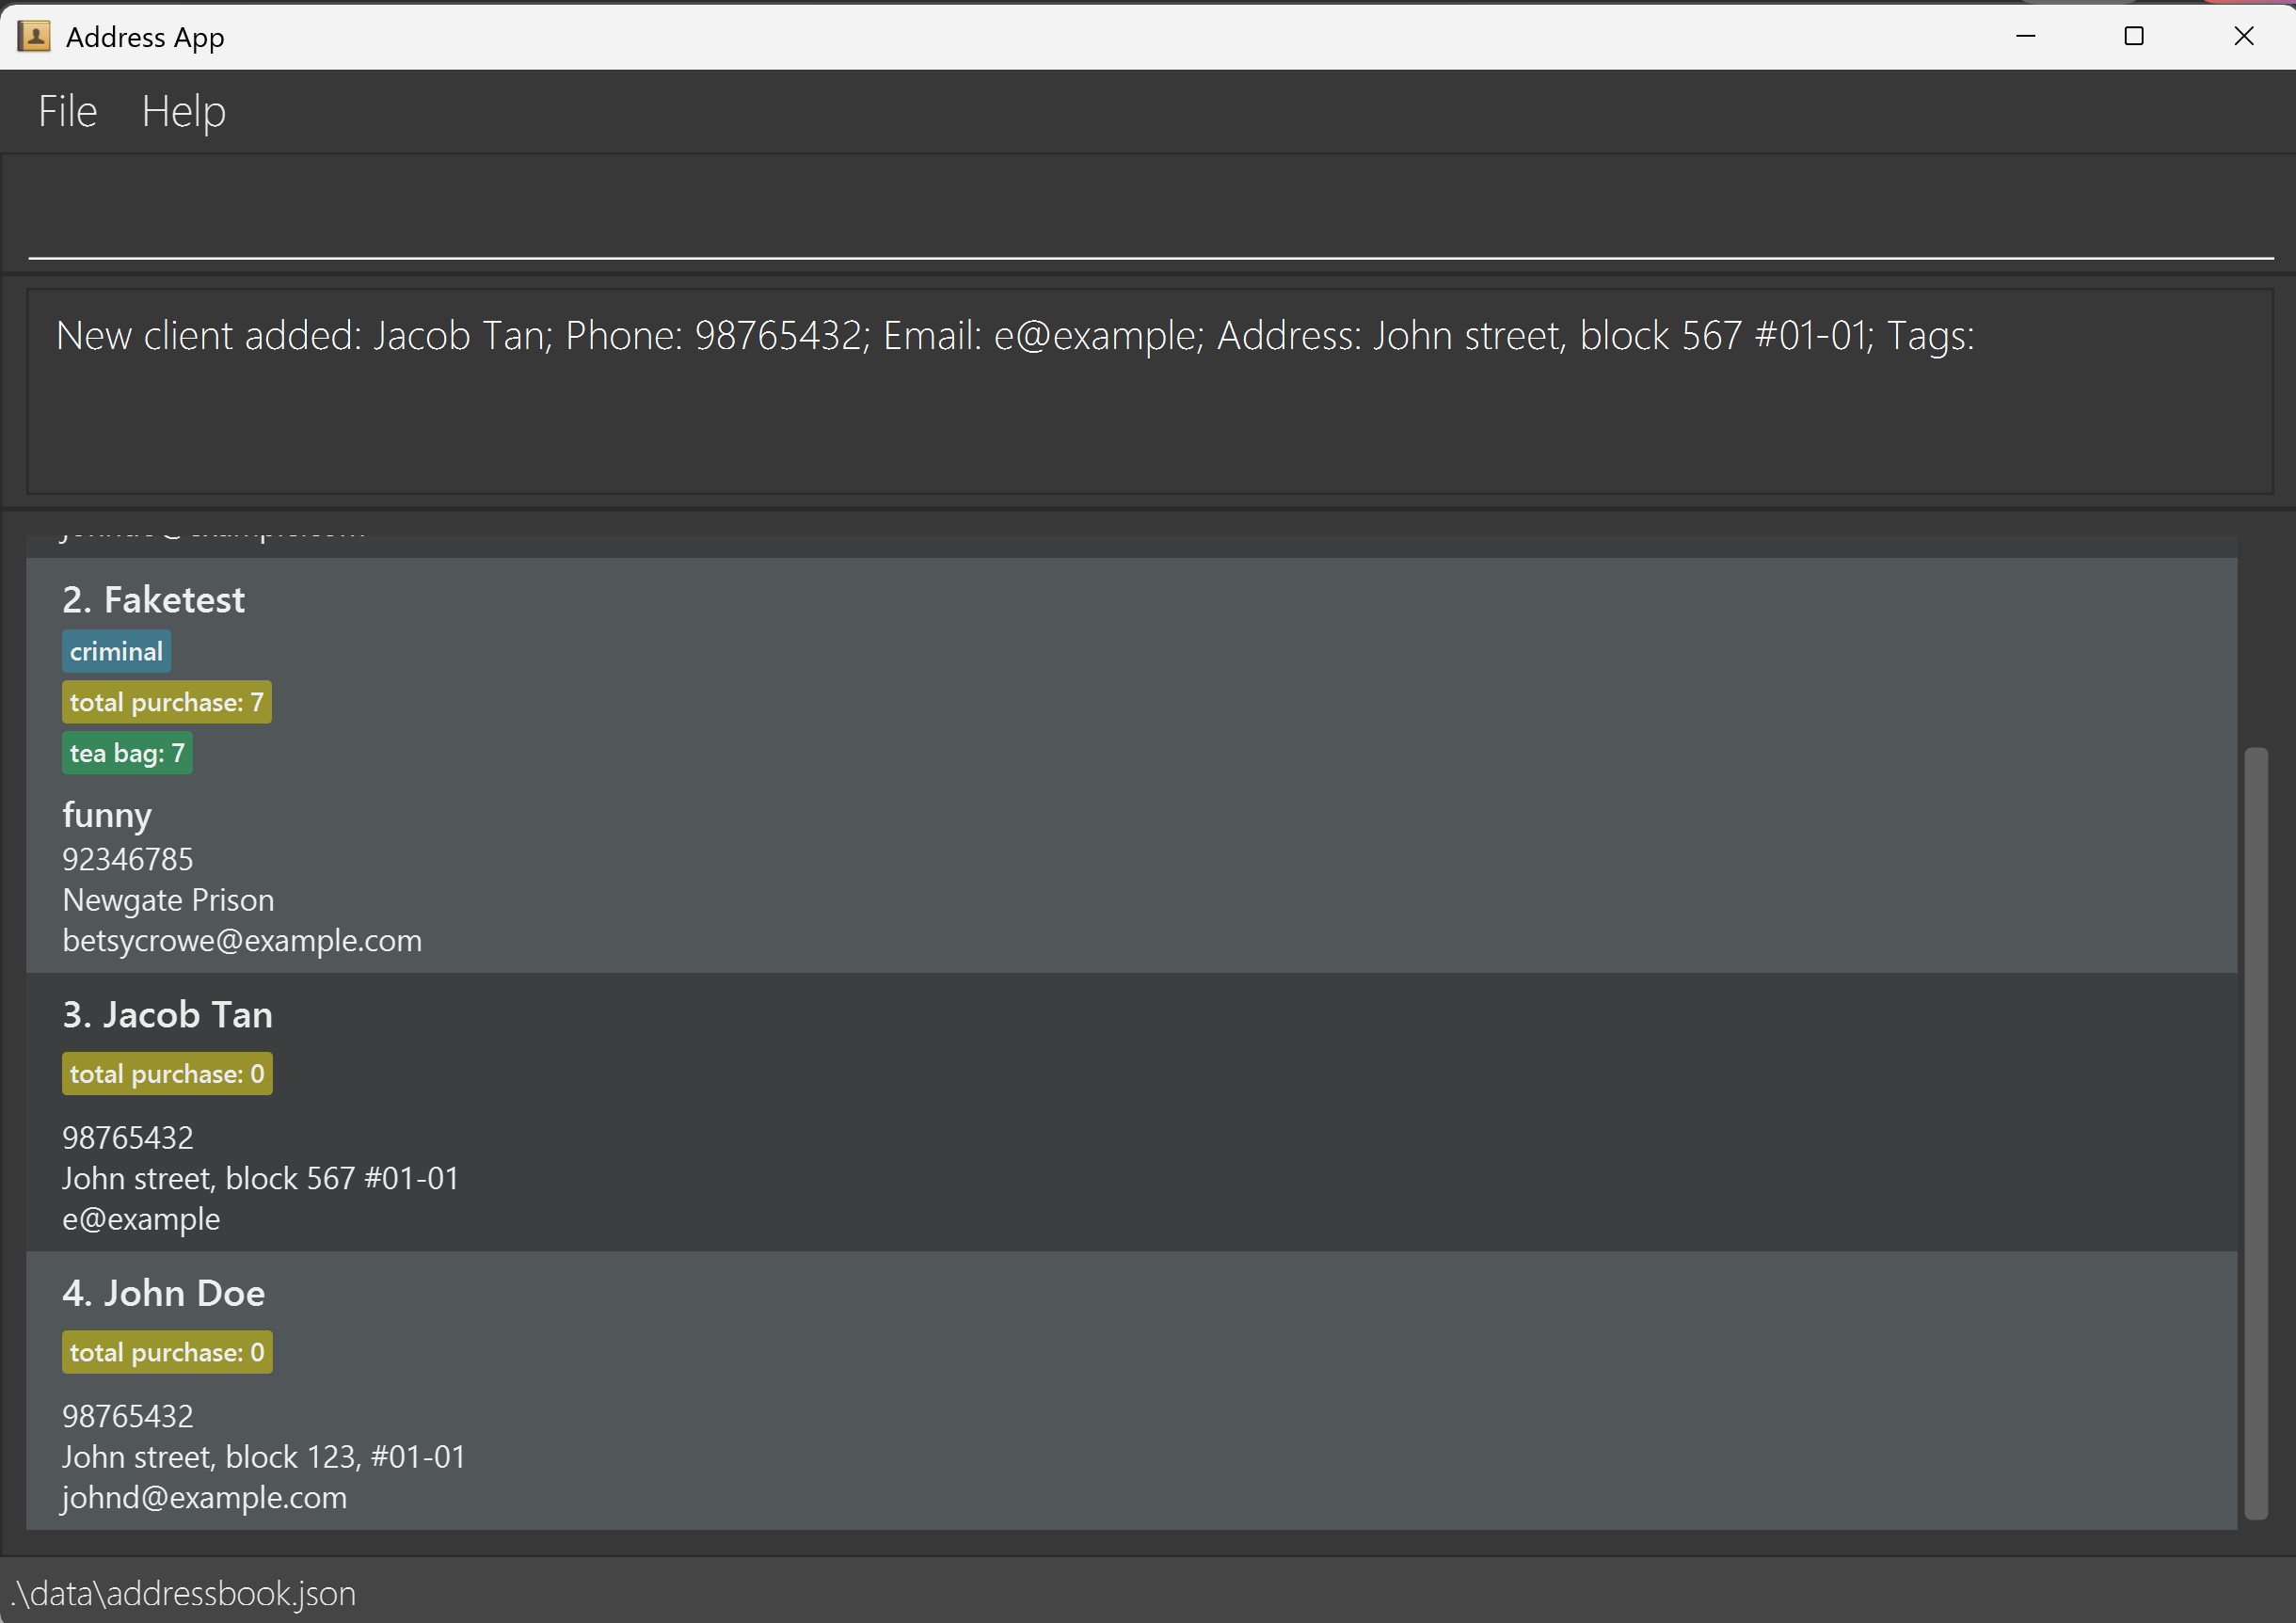 Address App
File Help
New client added: Jacob Tan; Phone: 98765432; Email: e@example; Address: John street, block 567 #01-01; Tags:
2. Faketest
criminal
total purchase: 7
tea bag: 7
funny
92346785
Newgate Prison
betsycrowe@example.com
3. Jacob Tan
total purchase: 0
98765432
John street, block 567 #01-01
e@example
4. John Doe
total purchase: 0
98765432
John street, block 123, #01-01
johnd@example.com
.\data\addressbook.json